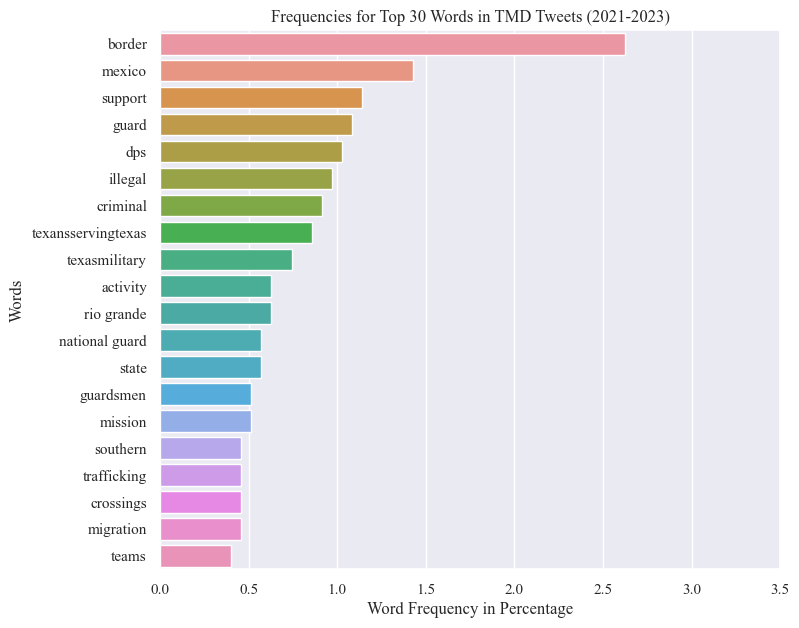 Frequencies for Top 30 Words in TMD Tweets (2021-2023)
Words
border
mexico
support
guard
dps
illegal
criminal
texansservingtexas
texasmilitary
activity
rio grande
national guard
state
guardsmen
mission
southern
trafficking
crossings
migration
teams
0.0 0.5 1.0 1.5 2.0 2.5 3.0 3.5
Word Frequency in Percentage